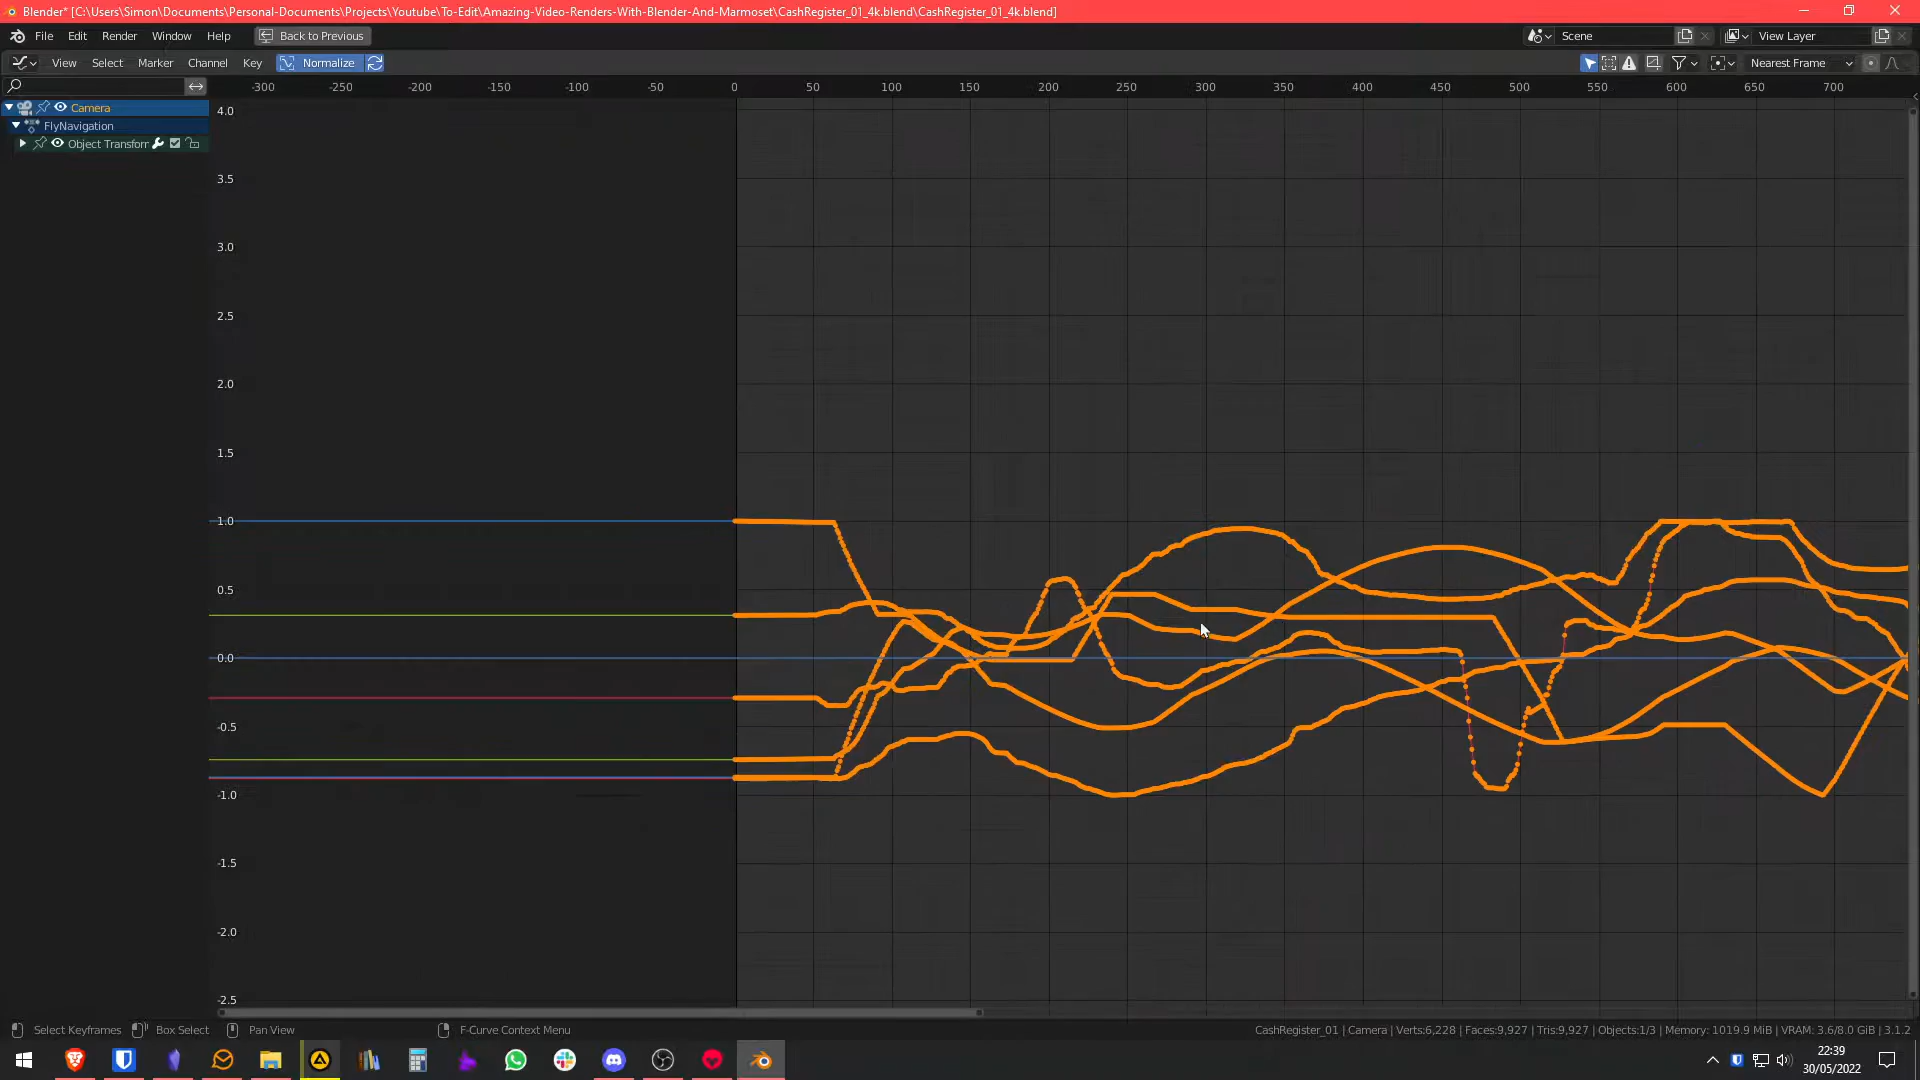 Blender* [C:\Users\Simon\Documents\Personal-Documents\Projects\Youtube\To-Edit\Amazing-Video-Renders-With-Blender-And-Marmoset\CashRegister_01_4k.blend\CashRegister_01_4k.blend]
File Edit Render Window Help Back to Previous Scene View Layer
View Select Marker Channel Key Normalize Nearest Frame
-300 -250 -200 -150 -100 -50 0 50 100 150 200 250 300 350 400 450 500 550 600 650 700
Camera
FlyNavigation
Object Transforr
4.0
3.5
3.0
2.5
2.0
1.5
1.0
0.5
0.0
-0.5
-1.0
-1.5
-2.0
-2.5
Select Keyframes Box Select Pan View F-Curve Context Menu CashRegister_01 | Camera | Verts:6,228 | Faces:9,927 | Tris:9,927 | Objects:1/3 | Memory: 1019.9 MiB | VRAM: 3.6/8.0 GiB | 3.1.2
22:39
30/05/2022